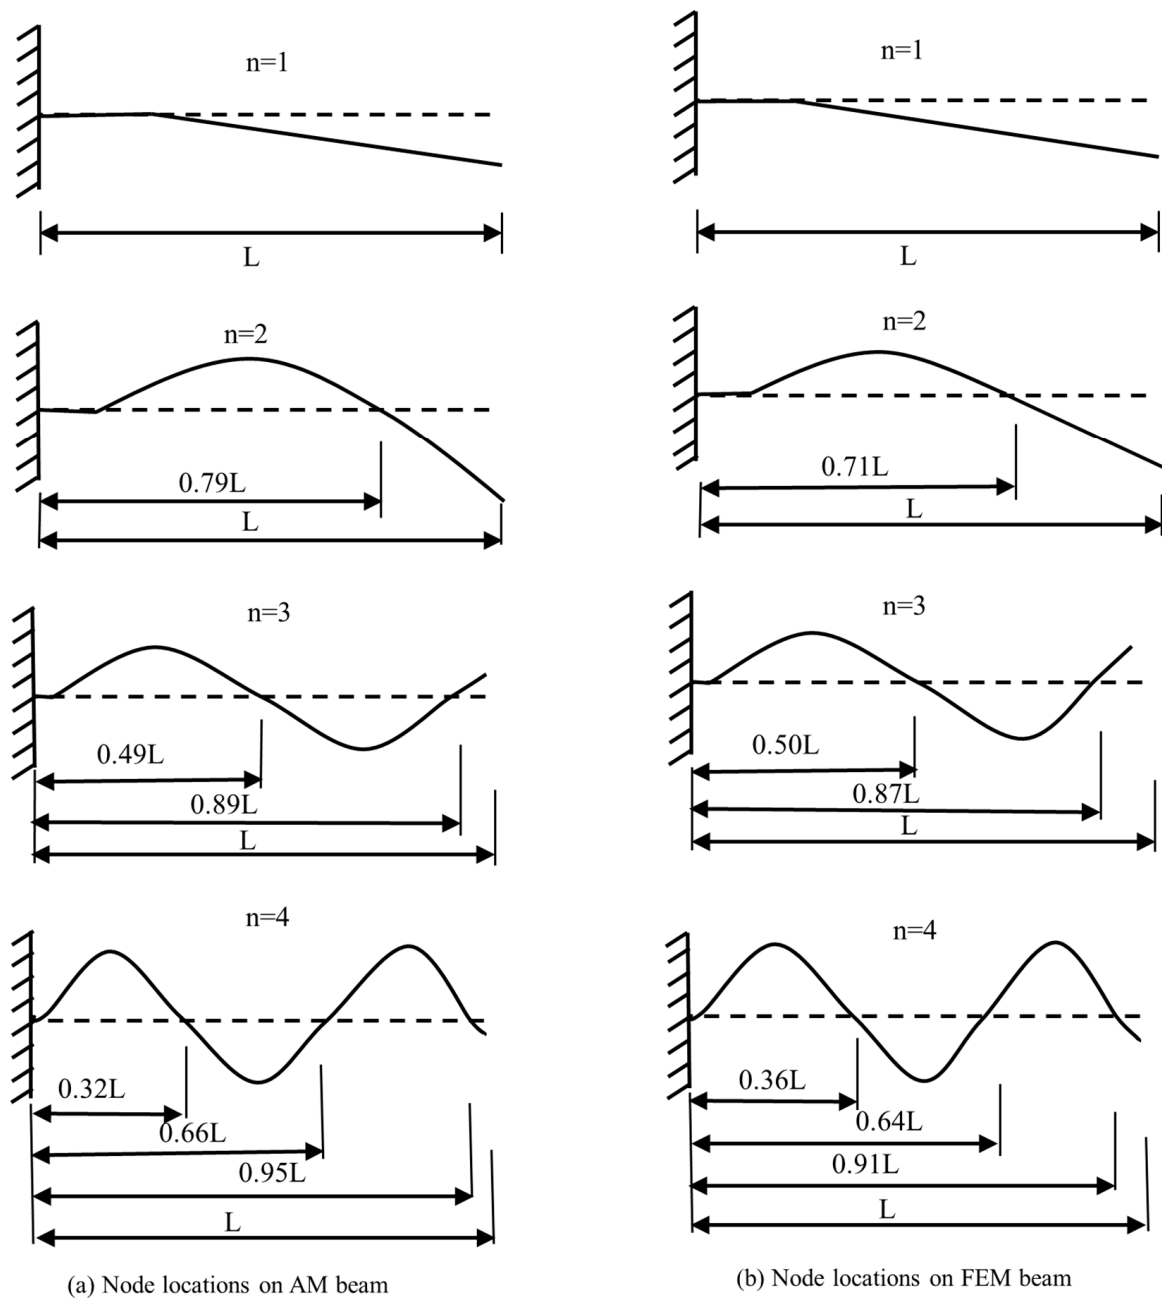 n=1
L
n=2
0.79L
L
n=3
0.49L
0.89L
L
n=4
0.32L
0.66L
0.95L
L
(a) Node locations on AM beam
n=1
L
n=2
0.71L
L
n=3
0.50L
0.87L
L
n=4
0.36L
0.64L
0.91L
L
(b) Node locations on FEM beam